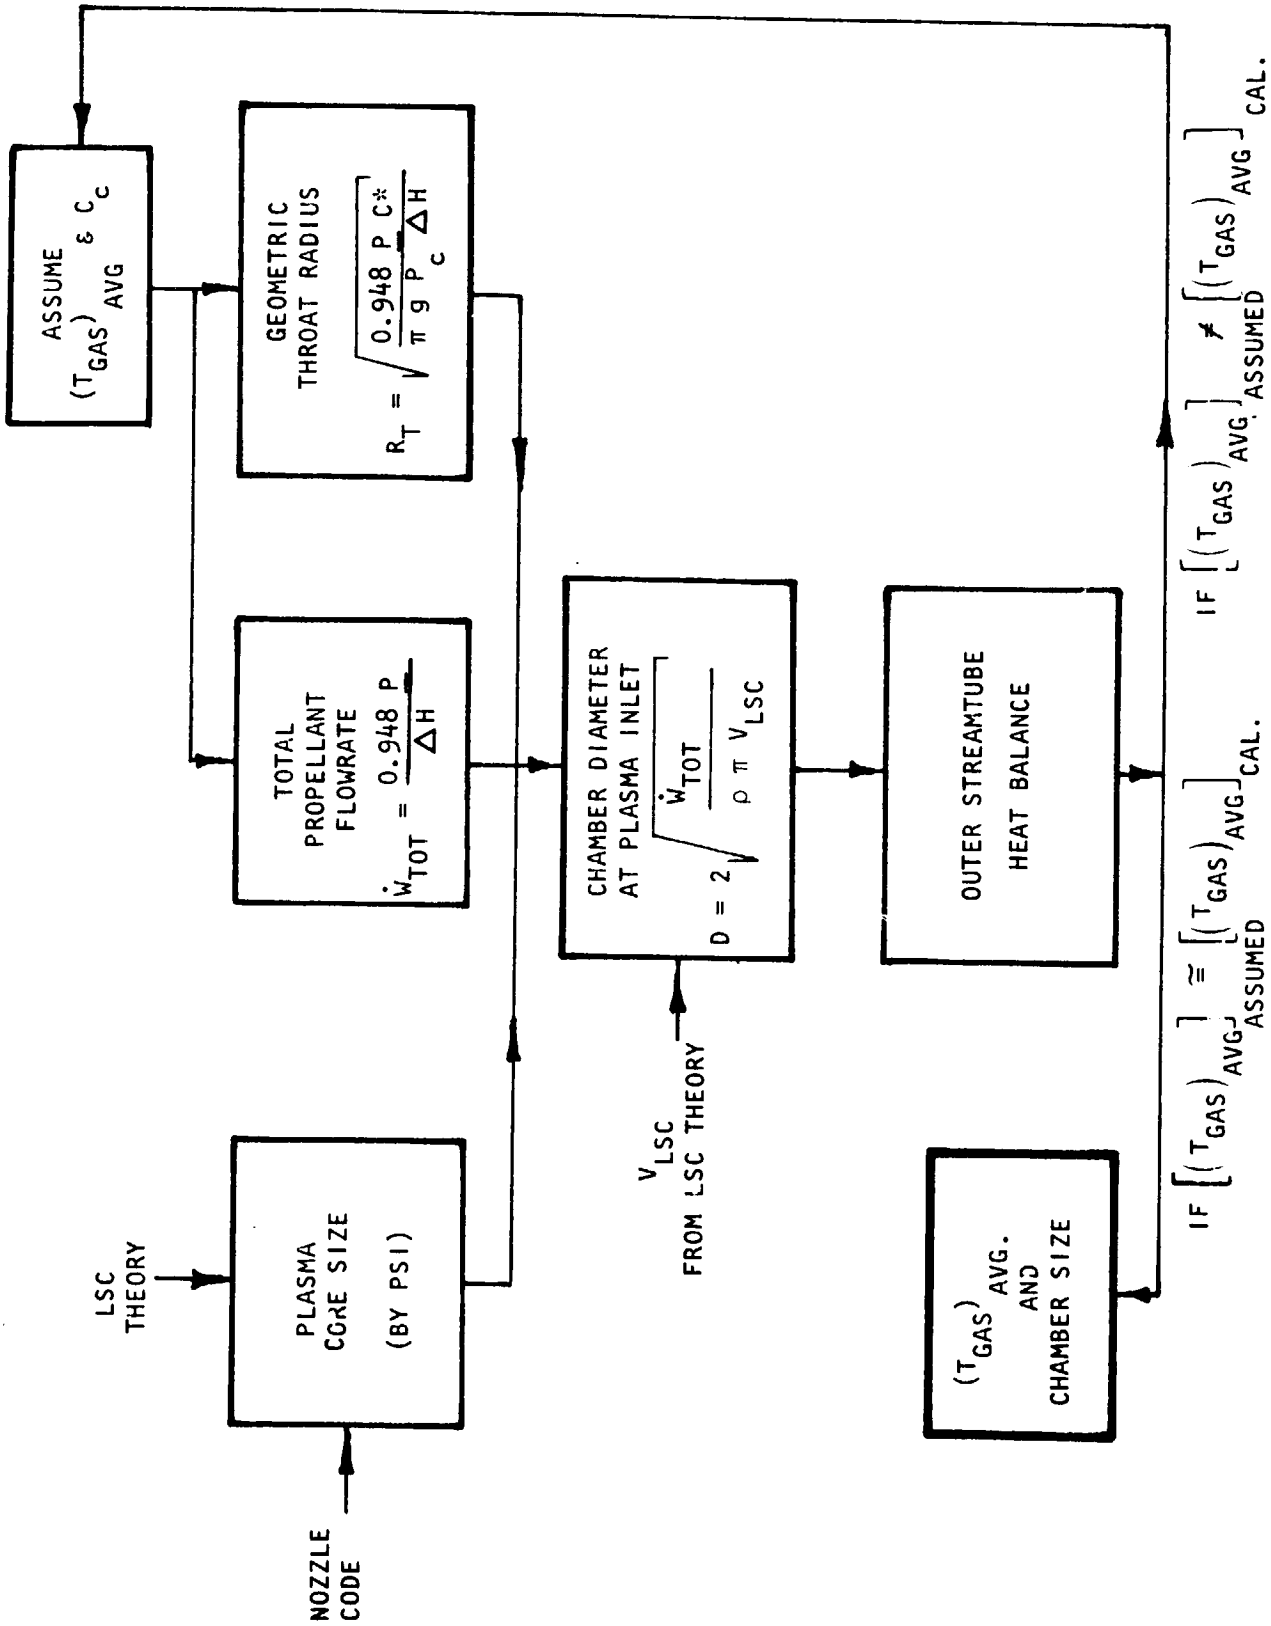 ASSUME
(T_GAS)_AVG & C_c
LSC
THEORY
NOZZLE
CODE
PLASMA
CORE SIZE
(BY PSI)
TOTAL
PROPELLANT
FLOWRATE
Ẇ_TOT = 0.948 P / ΔH
GEOMETRIC
THROAT RADIUS
R_T = √(0.948 P C* / π g P_c ΔH)
V_LSC
FROM LSC THEORY
CHAMBER DIAMETER
AT PLASMA INLET
D = 2 √(Ẇ_TOT / ρ π V_LSC)
OUTER STREAMTUBE
HEAT BALANCE
(T_GAS) AVG.
AND
CHAMBER SIZE
IF [(T_GAS)_AVG]_ASSUMED ≅ [(T_GAS)_AVG]_CAL.
IF [(T_GAS)_AVG]_ASSUMED ≠ [(T_GAS)_AVG]_CAL.